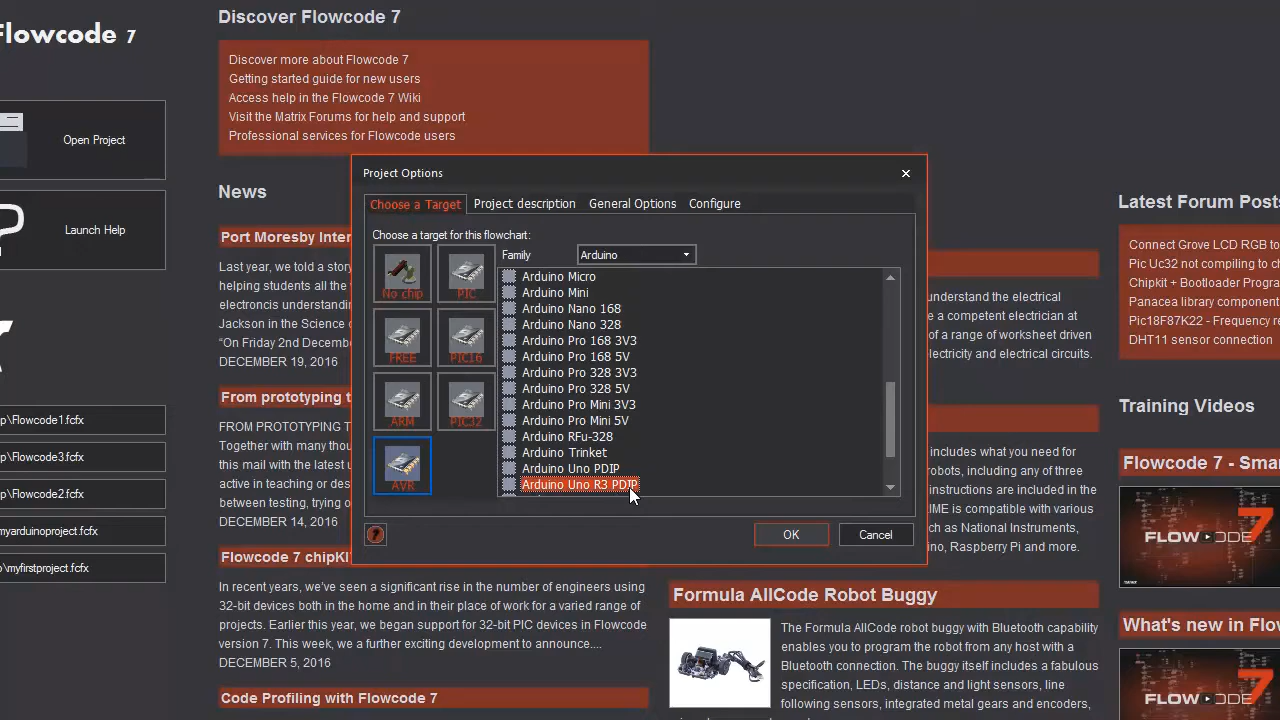 Flowcode 7
Open Project
Launch Help
p\Flowcode1.fcfx
p\Flowcode3.fcfx
p\Flowcode2.fcfx
myarduinoproject.fcfx
\myfirstproject.fcfx
Discover Flowcode 7
Discover more about Flowcode 7
Getting started guide for new users
Access help in the Flowcode 7 Wiki
Visit the Matrix Forums for help and support
Professional services for Flowcode users
News
Port Moresby Inter
Last year, we told a story
helping students all the
electroncis understanding
Jackson in the Science
“On Friday 2nd Decembe
DECEMBER 19, 2016
From prototyping t
FROM PROTOTYPING T
Together with many thou
this mail with the latest u
active in teaching or des
between testing, trying o
DECEMBER 14, 2016
Flowcode 7 chipKI
In recent years, we've seen a significant rise in the number of engineers using
32-bit devices both in the home and in their place of work for a varied range of
projects. Earlier this year, we began support for 32-bit PIC devices in Flowcode
version 7. This week, we a further exciting development to announce....
DECEMBER 5, 2016
Code Profiling with Flowcode 7
Project Options
Choose a Target
Project description
General Options
Configure
Choose a target for this flowchart:
No chip
PIC
FREE
PIC16
ARM
PIC32
AVR
Family
Arduino
Arduino Micro
Arduino Mini
Arduino Nano 168
Arduino Nano 328
Arduino Pro 168 3V3
Arduino Pro 168 5V
Arduino Pro 328 3V3
Arduino Pro 328 5V
Arduino Pro Mini 3V3
Arduino Pro Mini 5V
Arduino RFu-328
Arduino Trinket
Arduino Uno PDIP
Arduino Uno R3 PDIP
?
OK
Cancel
understand the electrical
e a competent electrician at
of a range of worksheet driven
lectricity and electrical circuits.
ecomes what you need for
robots, including any of three
instructions are included in the
IME is compatible with various
ch as National Instruments,
ino, Raspberry Pi and more.
Formula AllCode Robot Buggy
The Formula AllCode robot buggy with Bluetooth capability
enables you to program the robot from any host with a
Bluetooth connection. The buggy itself includes a fabulous
specification, LEDs, distance and light sensors, line
following sensors, integrated metal gears and encoders,
Latest Forum Posts
Connect Grove LCD RGB to
Pic Uc32 not compiling to ch
Chipkit + Bootloader Progra
Panacea library component
Pic18F87K22 - Frequency re
DHT11 sensor connection
Training Videos
Flowcode 7 - Smar
FLOWCODE 7
What's new in Flow
FLOWCODE 7